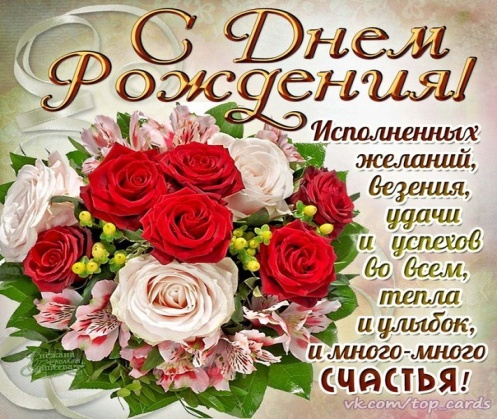 С Днем
Рождения!
Исполненных
желаний,
везения,
удачи
и успехов
во всем,
тепла
и улыбок,
и много-много
СЧАСТЬЯ!
vk.com/top_cards